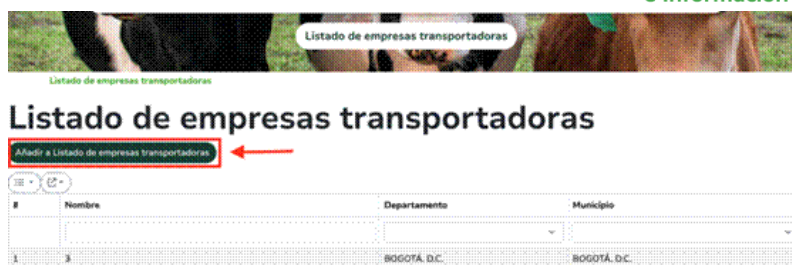 Listado de empresas transportadoras
Listado de empresas transportadoras
Listado de empresas transportadoras
Añadir a Listado de empresas transportadoras
# Nombre Departamento Municipio
1 3 BOGOTÁ, D.C. BOGOTÁ, D.C.